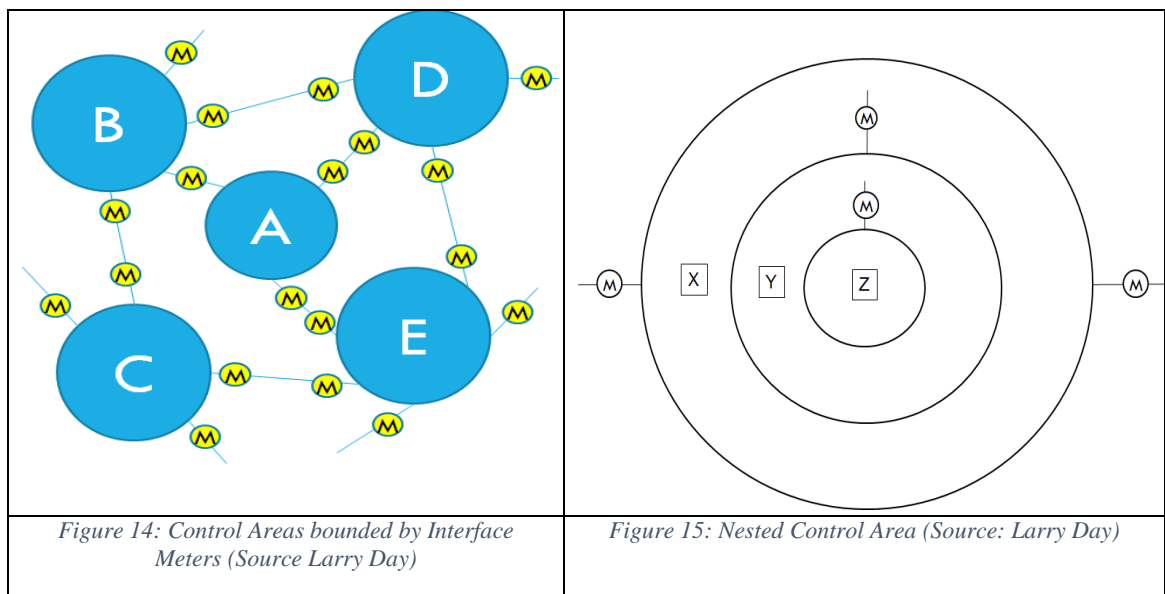 M
D M
M
M
B
M
M M M
M
A
M
M
M
M
M
M
E
C M M
M
M
M
M
M X Y Z M
Figure 14: Control Areas bounded by Interface
Meters (Source Larry Day)
Figure 15: Nested Control Area (Source: Larry Day)